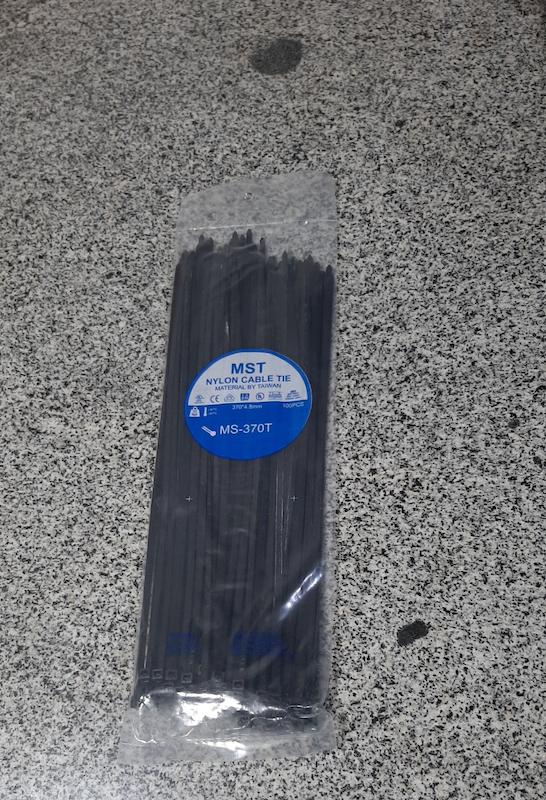 MST
NYLON CABLE TIE
MATERIAL BY TAIWAN
370*4.8mm 100PCS
MS-370T